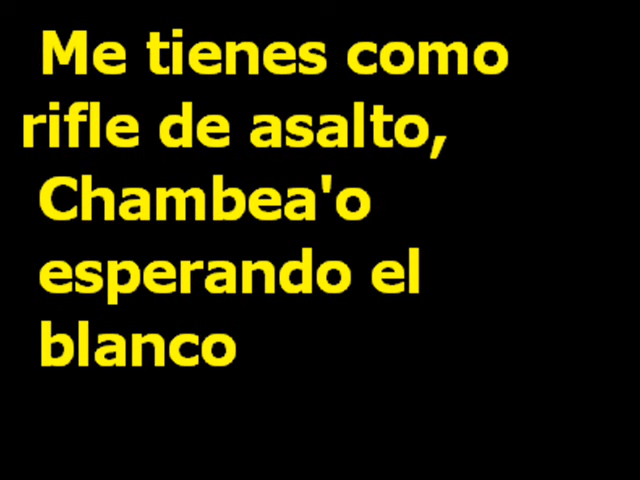 Me tienes como
rifle de asalto,
Chambea'o
esperando el
blanco